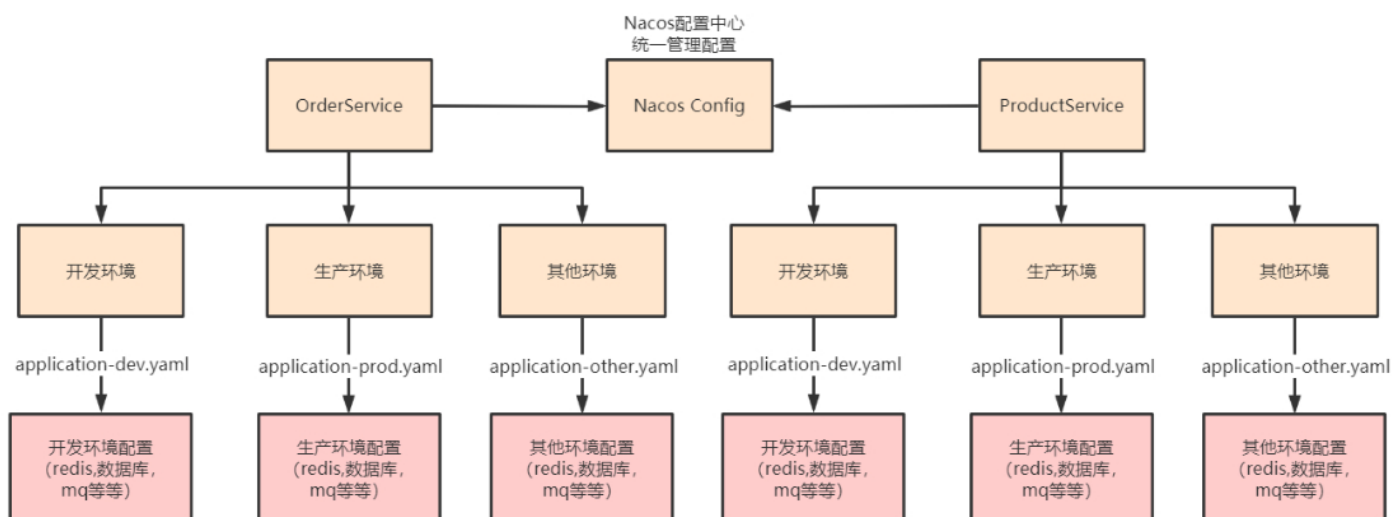 Nacos配置中心
统一管理配置
OrderService
Nacos Config
ProductService
开发环境
生产环境
其他环境
开发环境
生产环境
其他环境
application-dev.yaml
application-prod.yaml
application-other.yaml
application-dev.yaml
application-prod.yaml
application-other.yaml
开发环境配置
(redis,数据库,
mq等等)
生产环境配置
(redis,数据库,
mq等等)
其他环境配置
(redis,数据库,
mq等等)
开发环境配置
(redis,数据库,
mq等等)
生产环境配置
(redis,数据库,
mq等等)
其他环境配置
(redis,数据库,
mq等等)